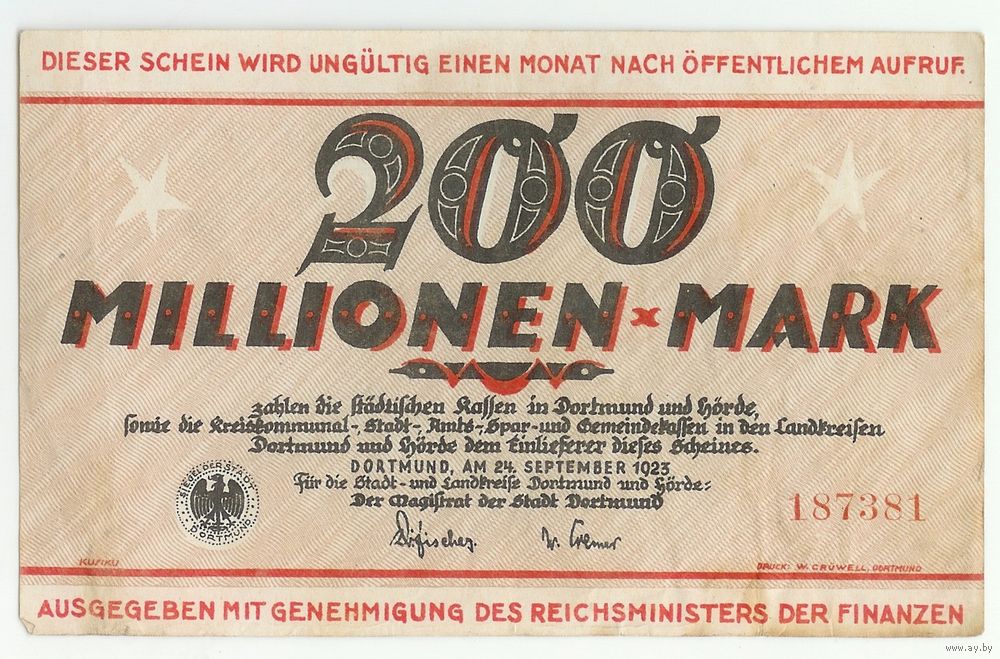 DIESER SCHEIN WIRD UNGÜLTIG EINEN MONAT NACH ÖFFENTLICHEM AUFRUF.
200
MILLIONEN x MARK
zahlen die städtischen Kassen in Dortmund und Hörde,
sowie die Kreiskommunal-, Stadt-, Amts-, Spar- und Gemeindekassen in den Landkreisen
Dortmund und Hörde dem Einlieferer dieses Scheines.
DORTMUND, AM 24. SEPTEMBER 1923
Für die Stadt- und Landkreise Dortmund und Hörde:
Der Magistrat der Stadt Dortmund
SIEGEL DER STADT
DORTMUND
187381
Cremer
KUSIKU
DRUCK: W. CRÜWELL, DORTMUND
AUSGEGEBEN MIT GENEHMIGUNG DES REICHSMINISTERS DER FINANZEN
www.ay.by